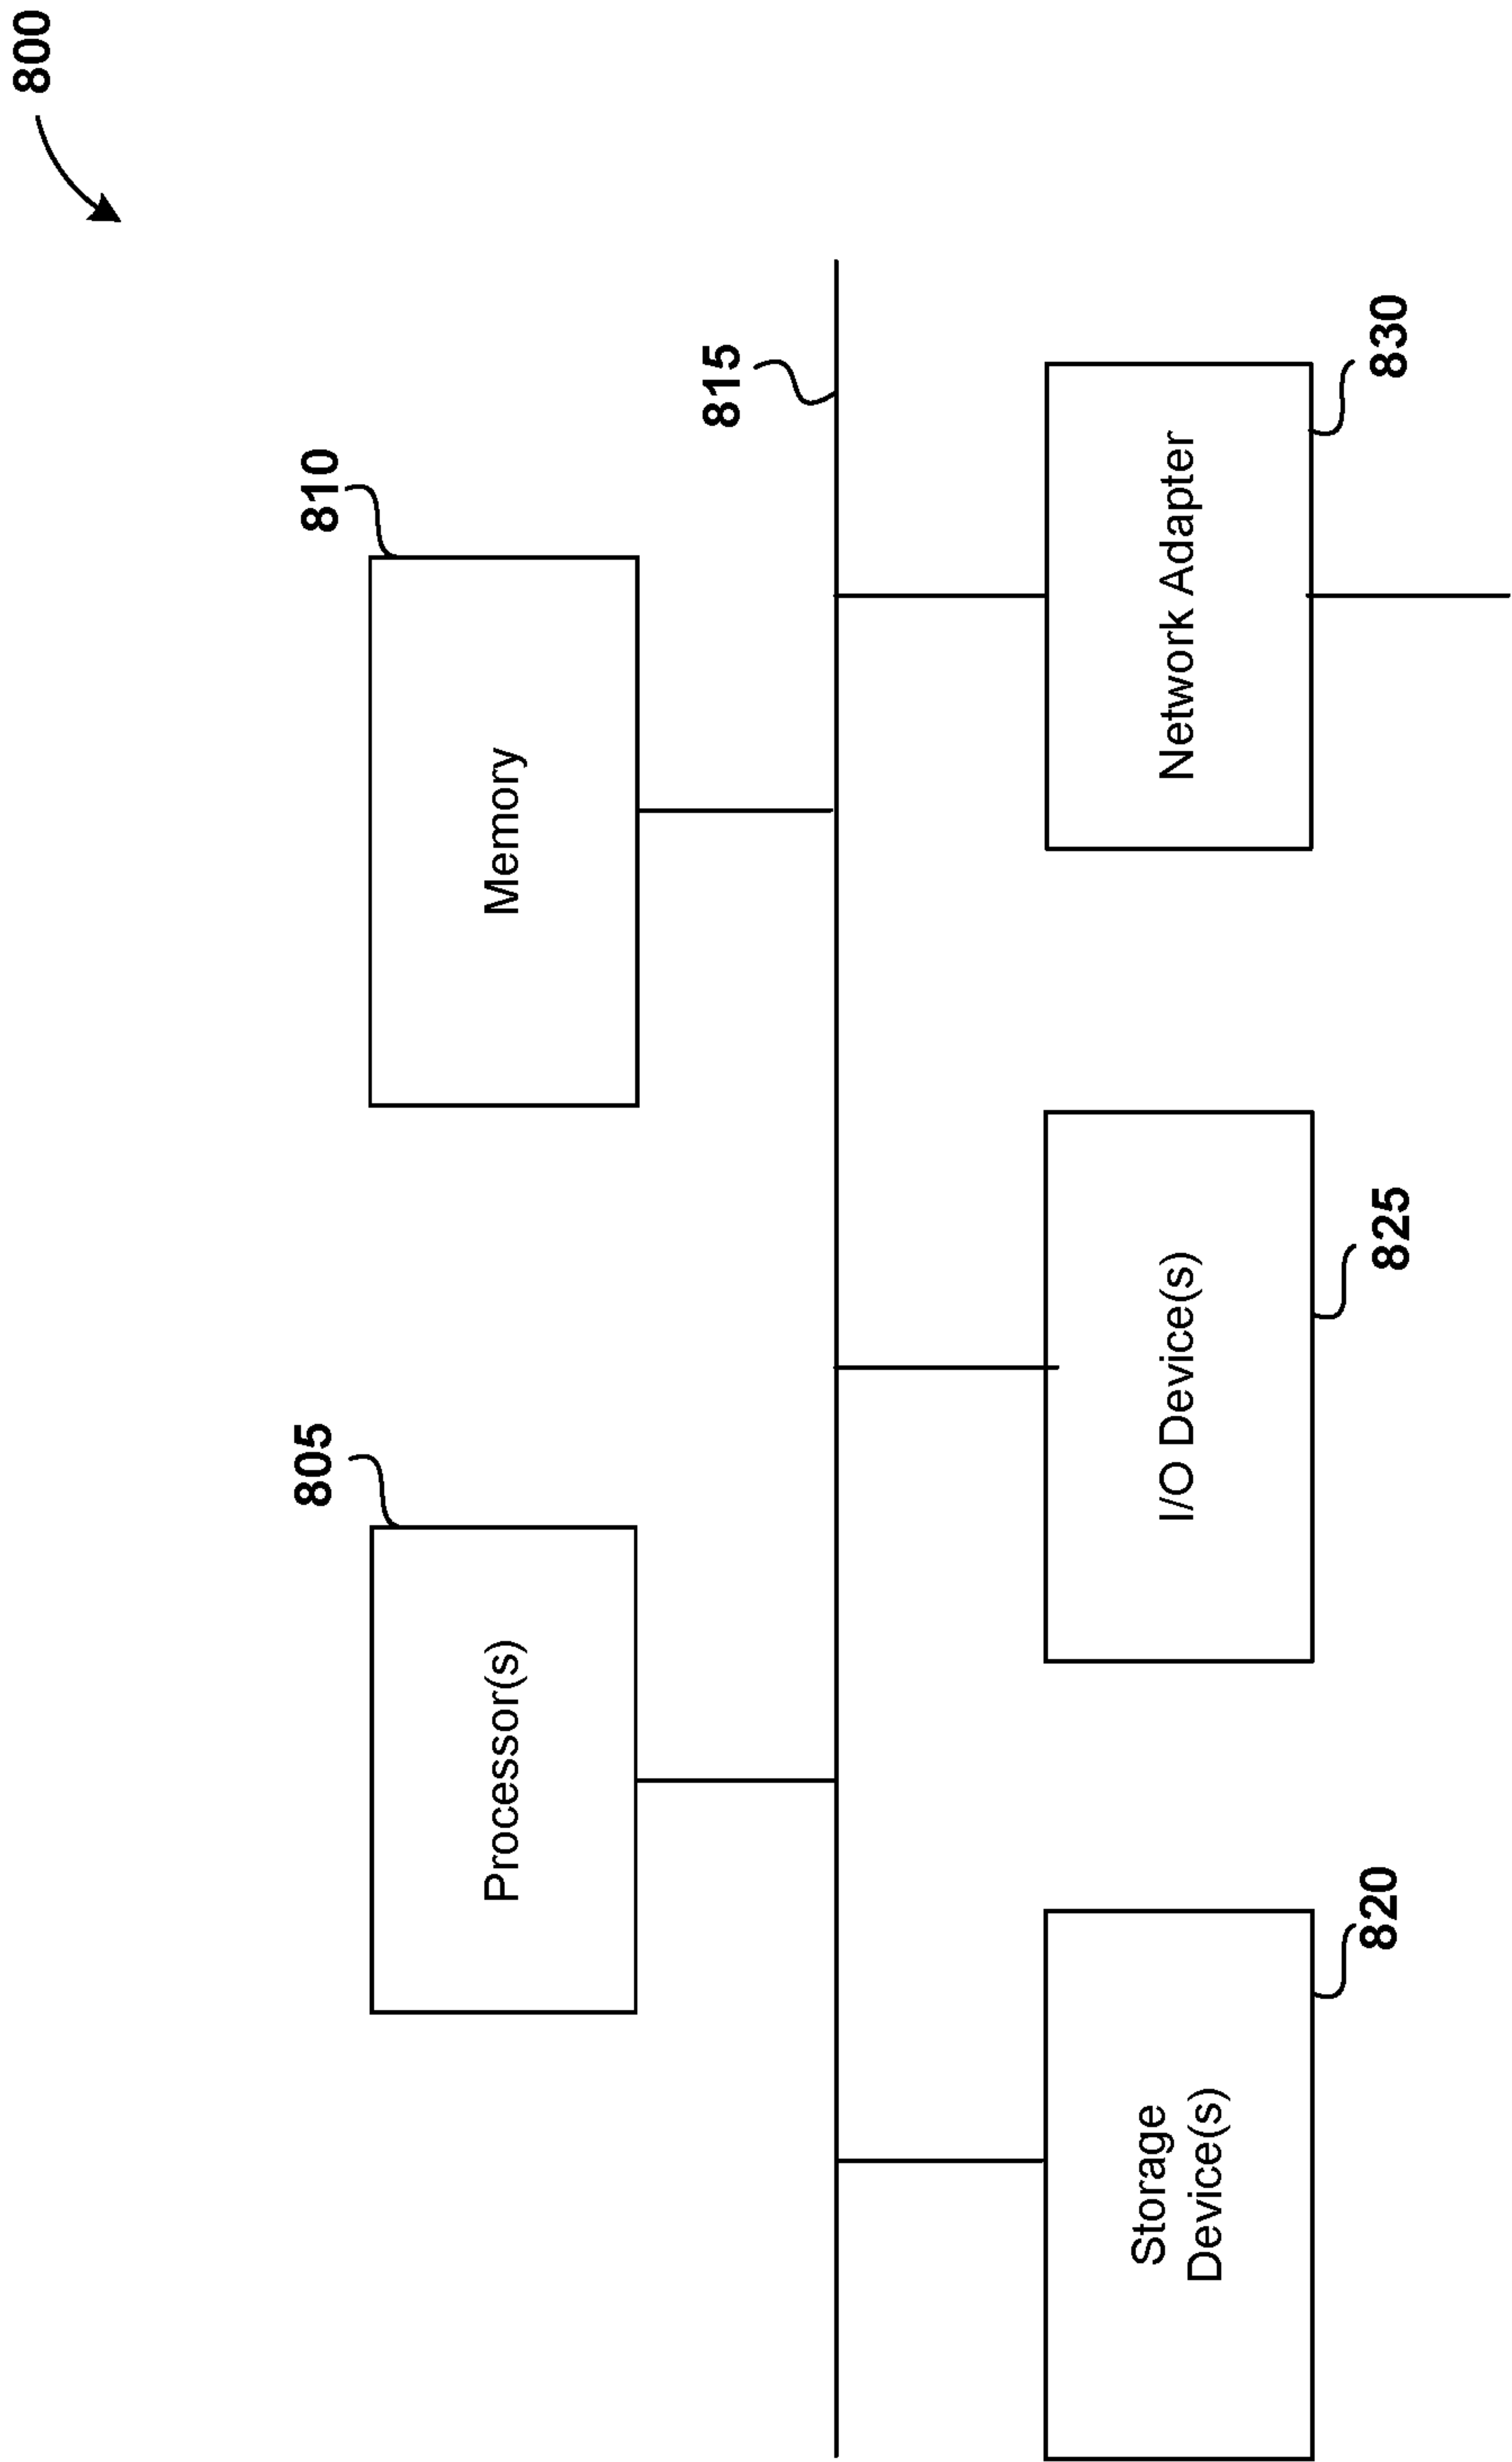 800
810
Memory
805
Processor(s)
815
Storage
Device(s)
820
I/O Device(s)
825
Network Adapter
830